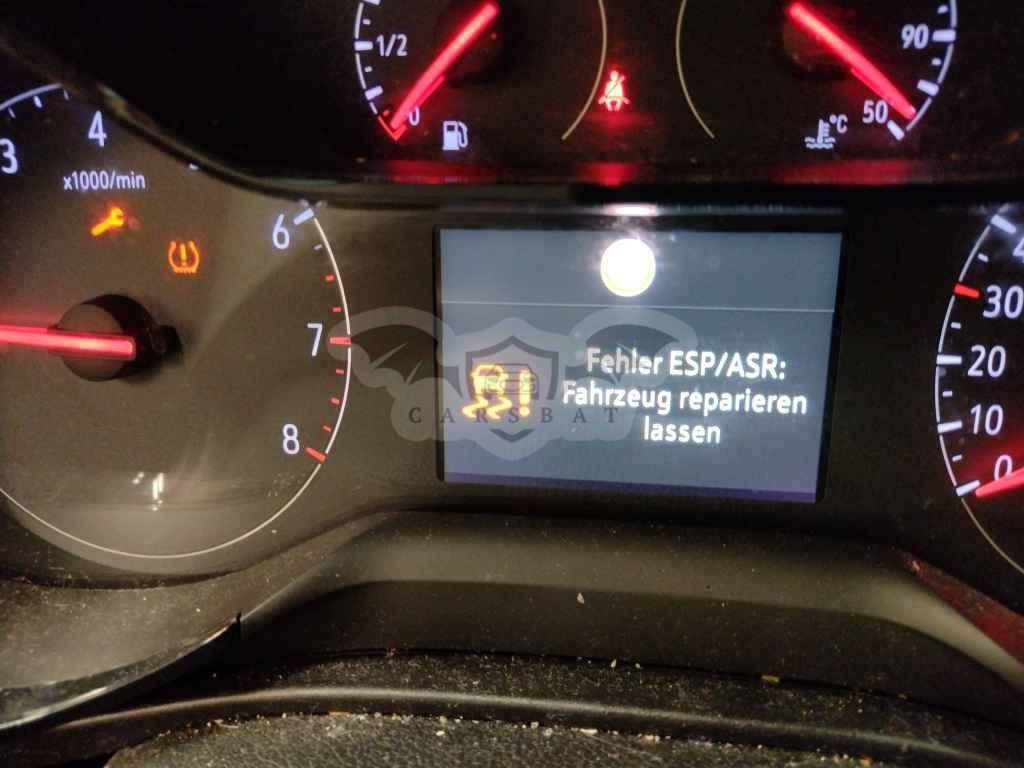 1/2
0
90
50
°C
3
4
x1000/min
6
7
8
30
20
10
0
Fehler ESP/ASR:
Fahrzeug reparieren
lassen
CARSBAT